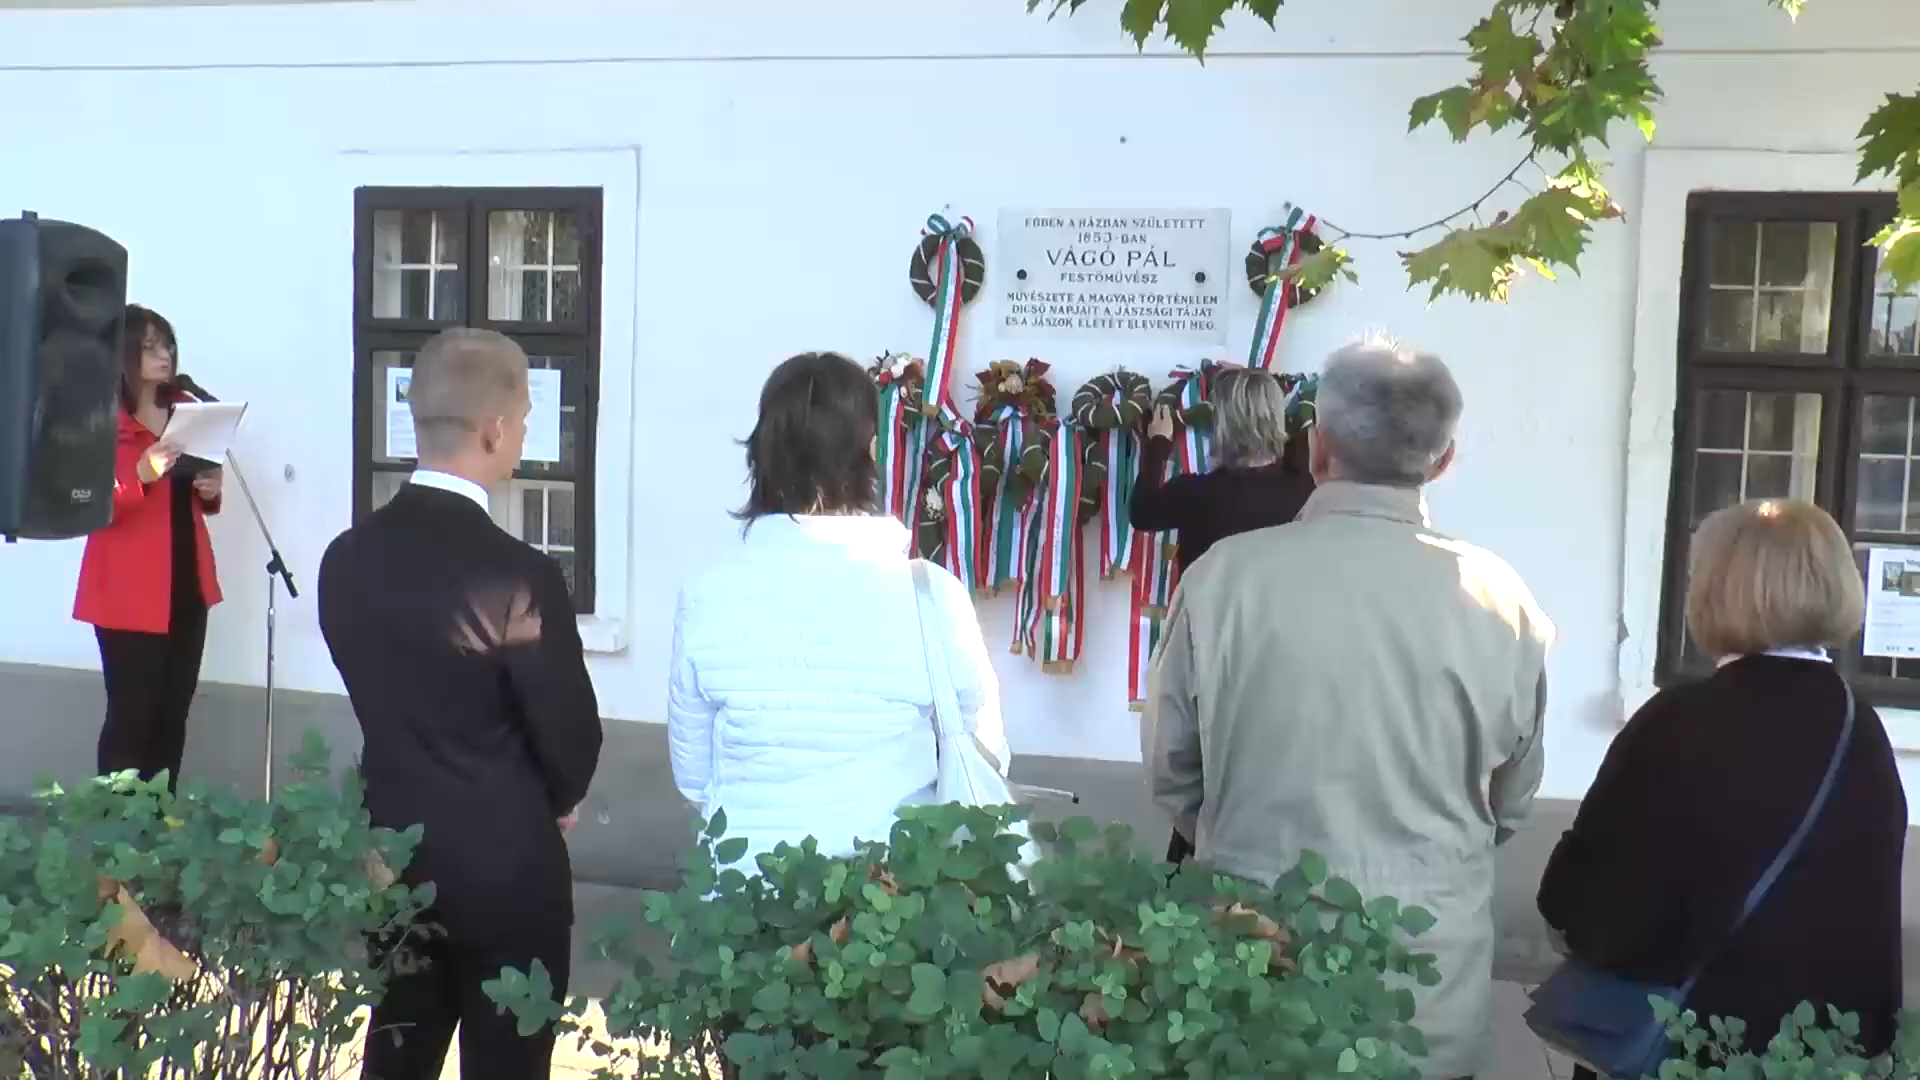 EBBEN A HÁZBAN SZÜLETETT
1853-BAN
VÁGÓ PÁL
FESTŐMŰVÉSZ
MŰVÉSZETE A MAGYAR TÖRTÉNELEM
DICSŐ NAPJAIT A JÁSZSÁGI TÁJAT
ÉS A JÁSZOK ÉLETÉT ELEVENÍTI MEG.